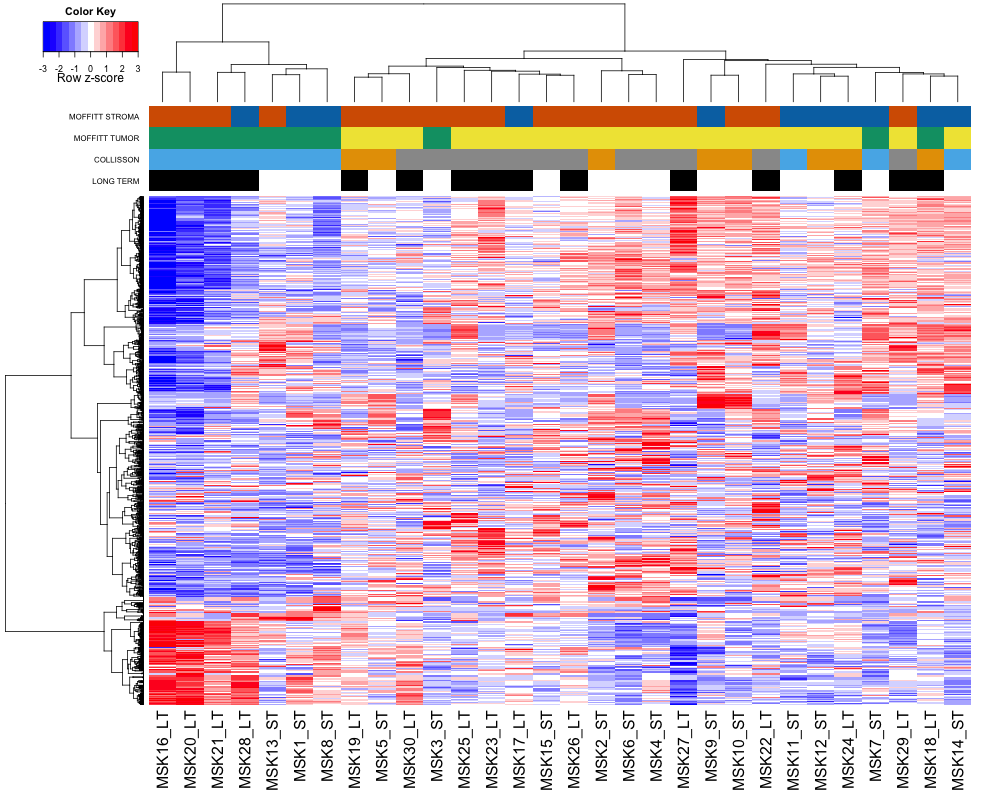 Color Key
-3 -2 -1 0 1 2 3
Row z-score
MOFFITT STROMA
MOFFITT TUMOR
COLLISSON
LONG TERM
MSK16_LT
MSK20_LT
MSK21_LT
MSK28_LT
MSK13_ST
MSK1_ST
MSK8_ST
MSK19_LT
MSK5_ST
MSK30_LT
MSK3_ST
MSK25_LT
MSK23_LT
MSK17_LT
MSK15_ST
MSK26_LT
MSK2_ST
MSK6_ST
MSK4_ST
MSK27_LT
MSK9_ST
MSK10_ST
MSK22_LT
MSK11_ST
MSK12_ST
MSK24_LT
MSK7_ST
MSK29_LT
MSK18_LT
MSK14_ST